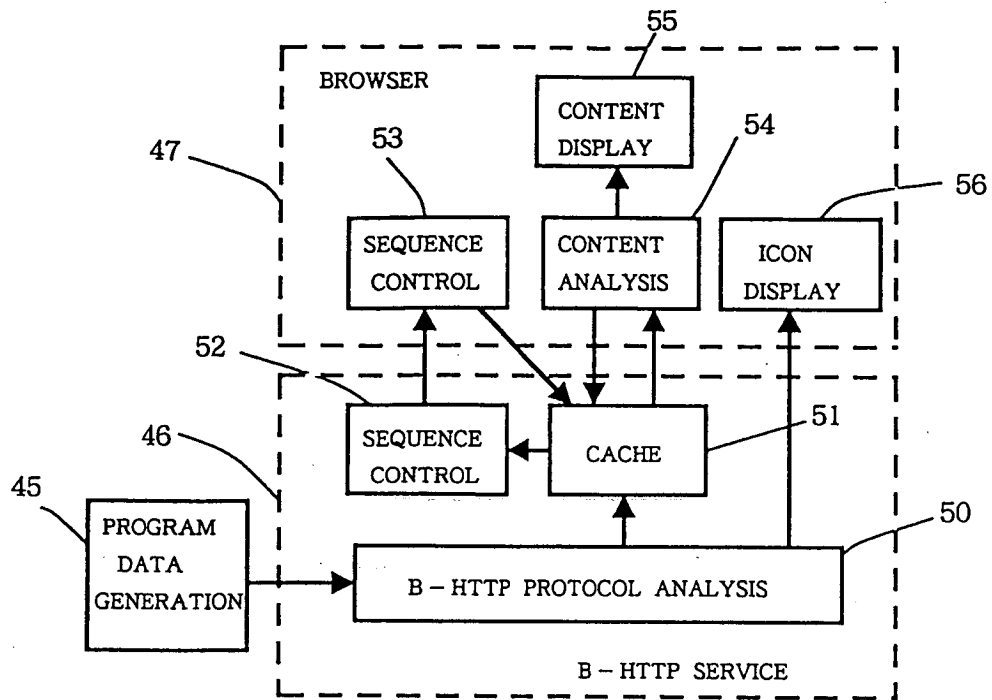 55
BROWSER
CONTENT
DISPLAY
54
53
47
56
SEQUENCE
CONTROL
CONTENT
ANALYSIS
ICON
DISPLAY
52
51
46
SEQUENCE
CONTROL
CACHE
45
50
PROGRAM
DATA
GENERATION
B-HTTP PROTOCOL ANALYSIS
B-HTTP SERVICE